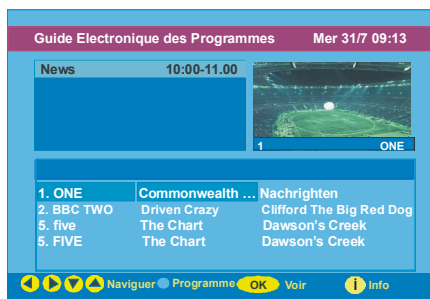 Guide Electronique des Programmes Mer 31/7 09:13
News 10:00-11.00
1 ONE
1. ONE Commonwealth ... Nachrighten
2. BBC TWO Driven Crazy Clifford The Big Red Dog
5. five The Chart Dawson's Creek
5. FIVE The Chart Dawson's Creek
Naviguer Programme OK Voir i Info